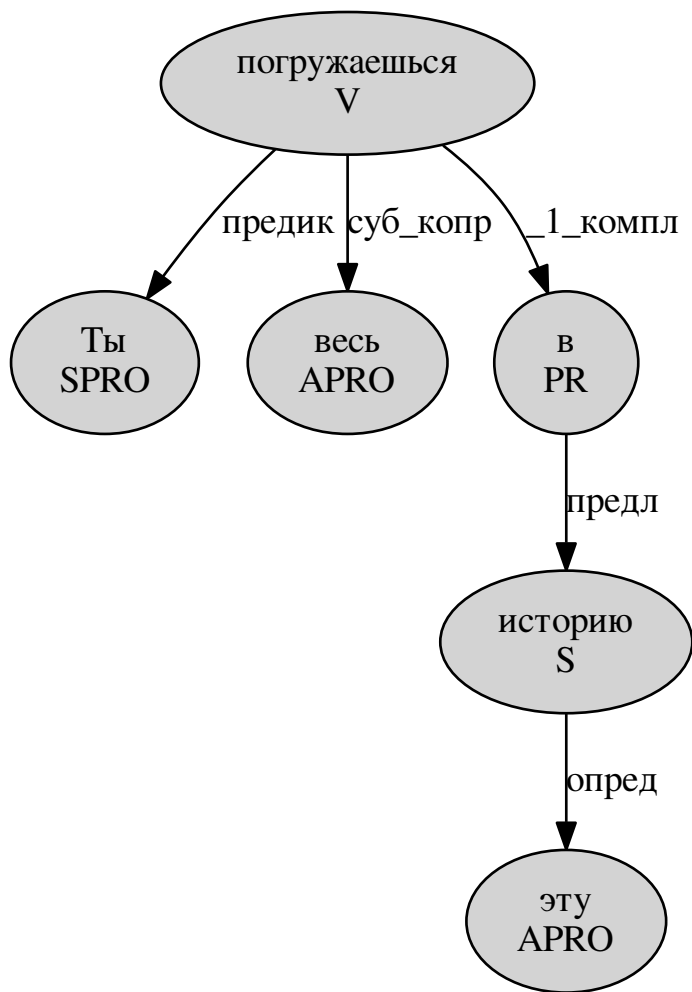 погружаешься
V
предик
суб_копр
_1_компл
Ты
SPRO
весь
APRO
в
PR
предл
историю
S
опред
эту
APRO